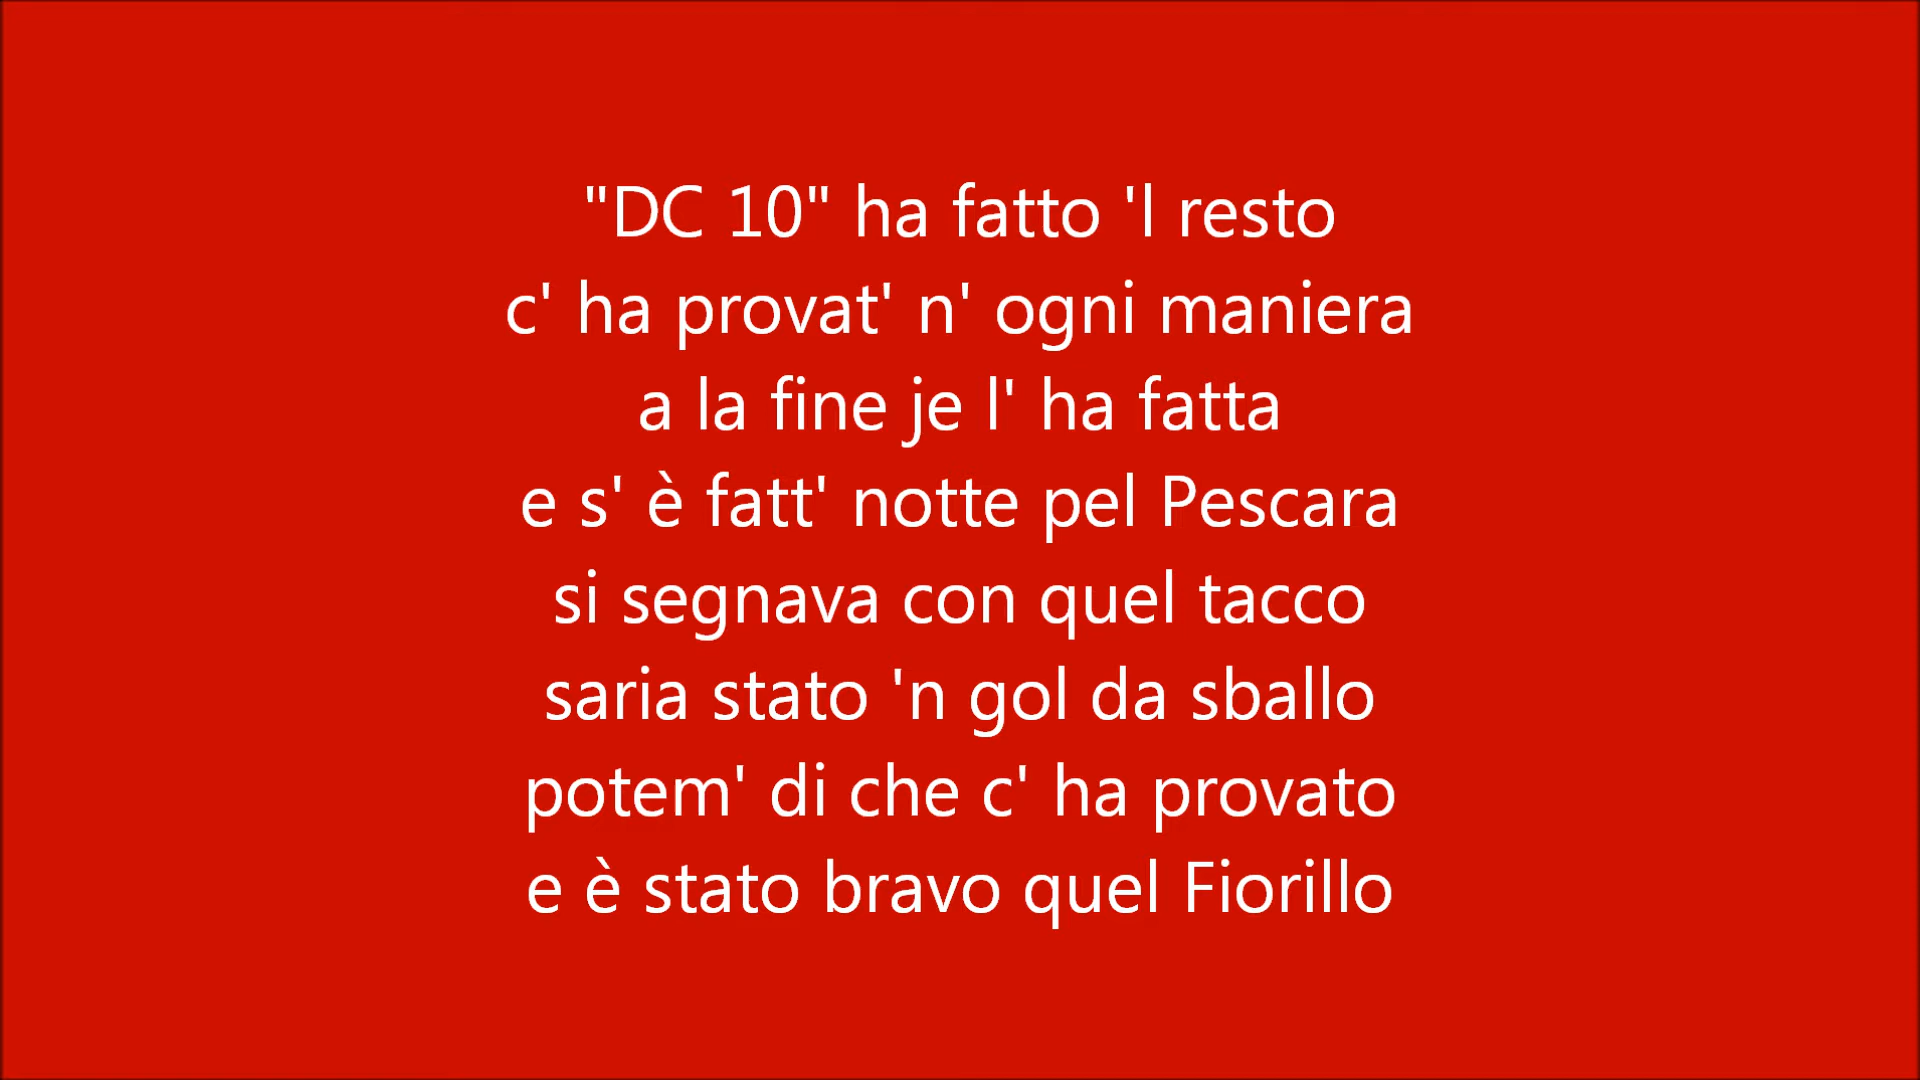 "DC 10" ha fatto 'l resto
c' ha provat' n' ogni maniera
a la fine je l' ha fatta
e s' è fatt' notte pel Pescara
si segnava con quel tacco
saria stato 'n gol da sballo
potem' di che c' ha provato
e è stato bravo quel Fiorillo